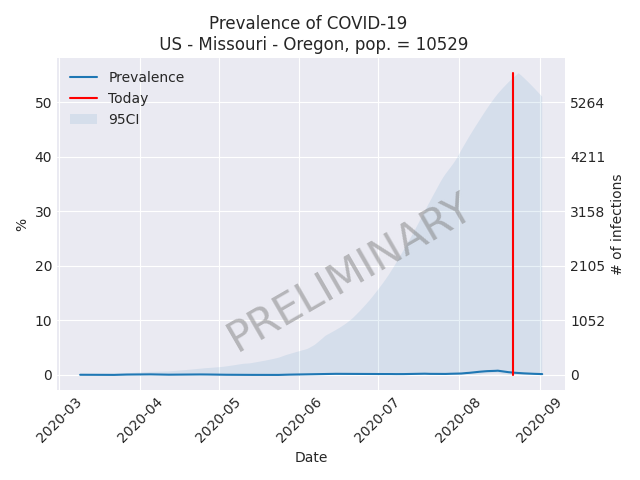 Prevalence of COVID-19
US - Missouri - Oregon, pop. = 10529
Prevalence
Today
95CI
50
40
30
20
10
0
%
5264
4211
3158
2105
1052
0
# of infections
PRELIMINARY
2020-03
2020-04
2020-05
2020-06
2020-07
2020-08
2020-09
Date